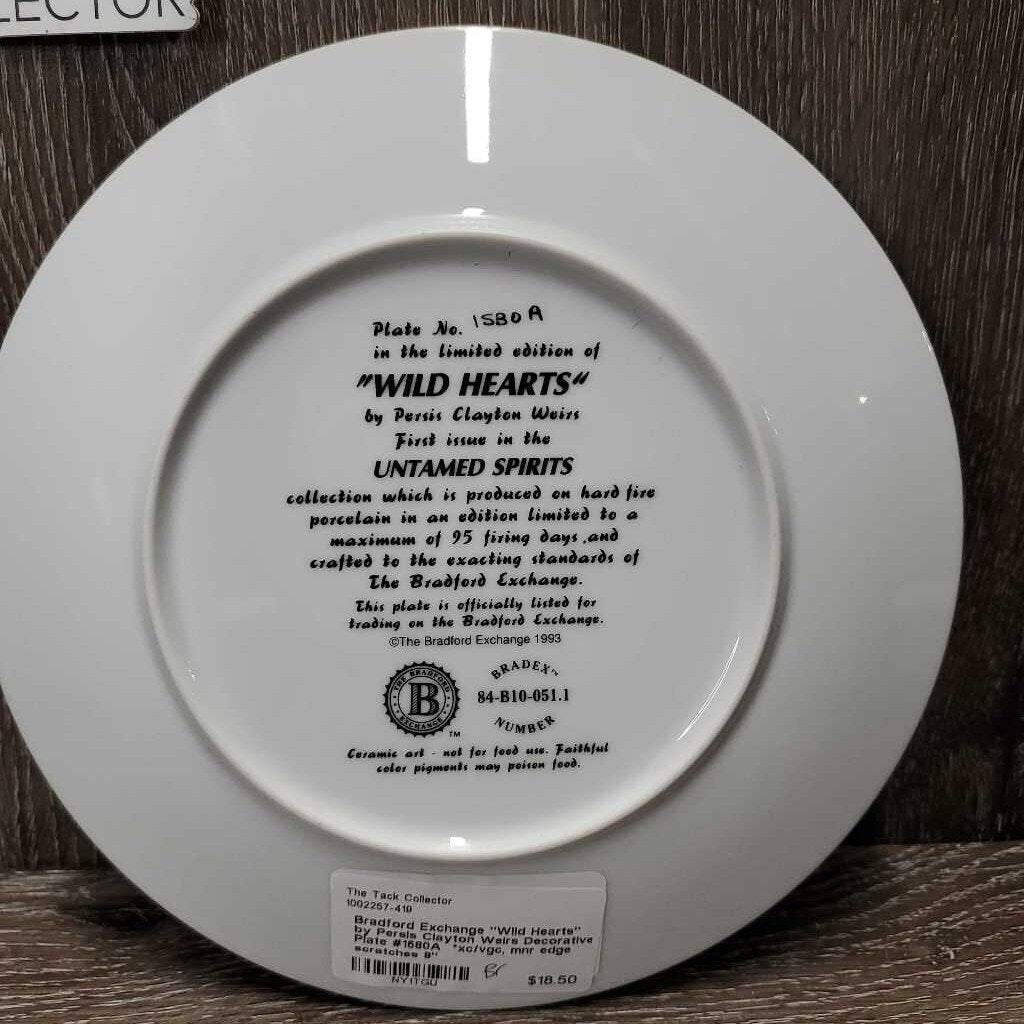 LECTOR
Plate No. 1580A
in the limited edition of
"WILD HEARTS"
by Persis Clayton Weirs
First issue in the
UNTAMED SPIRITS
collection which is produced on hard fire
porcelain in an edition limited to a
maximum of 95 firing days ,and
crafted to the exacting standards of
The Bradford Exchange.
This plate is officially listed for
trading on the Bradford Exchange.
©The Bradford Exchange 1993
THE BRADFORD
B
EXCHANGE
TM
BRADEX™
84-B10-051.1
NUMBER
Ceramic art - not for food use. Faithful
color pigments may poison food.
The Tack Collector
1002257-419
Bradford Exchange "Wild Hearts"
by Persis Clayton Weirs Decorative
Plate #1580A *xc/vgc, mnr edge
scratches 9"
NYITGU
$18.50